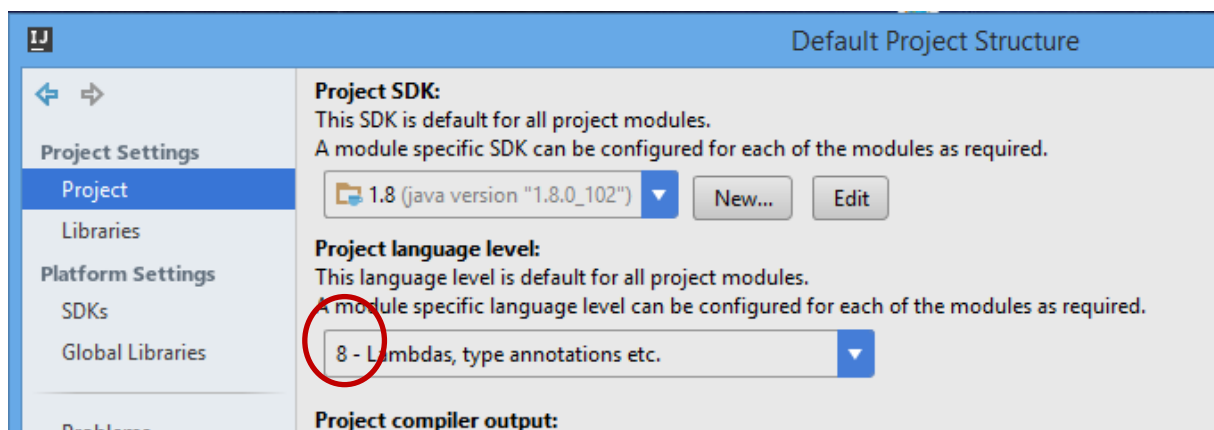 IJ
Default Project Structure
Project Settings
Project
Libraries
Platform Settings
SDKs
Global Libraries
Problems
Project SDK:
This SDK is default for all project modules.
A module specific SDK can be configured for each of the modules as required.
1.8 (java version "1.8.0_102")
New...
Edit
Project language level:
This language level is default for all project modules.
A module specific language level can be configured for each of the modules as required.
8 - Lambdas, type annotations etc.
Project compiler output: